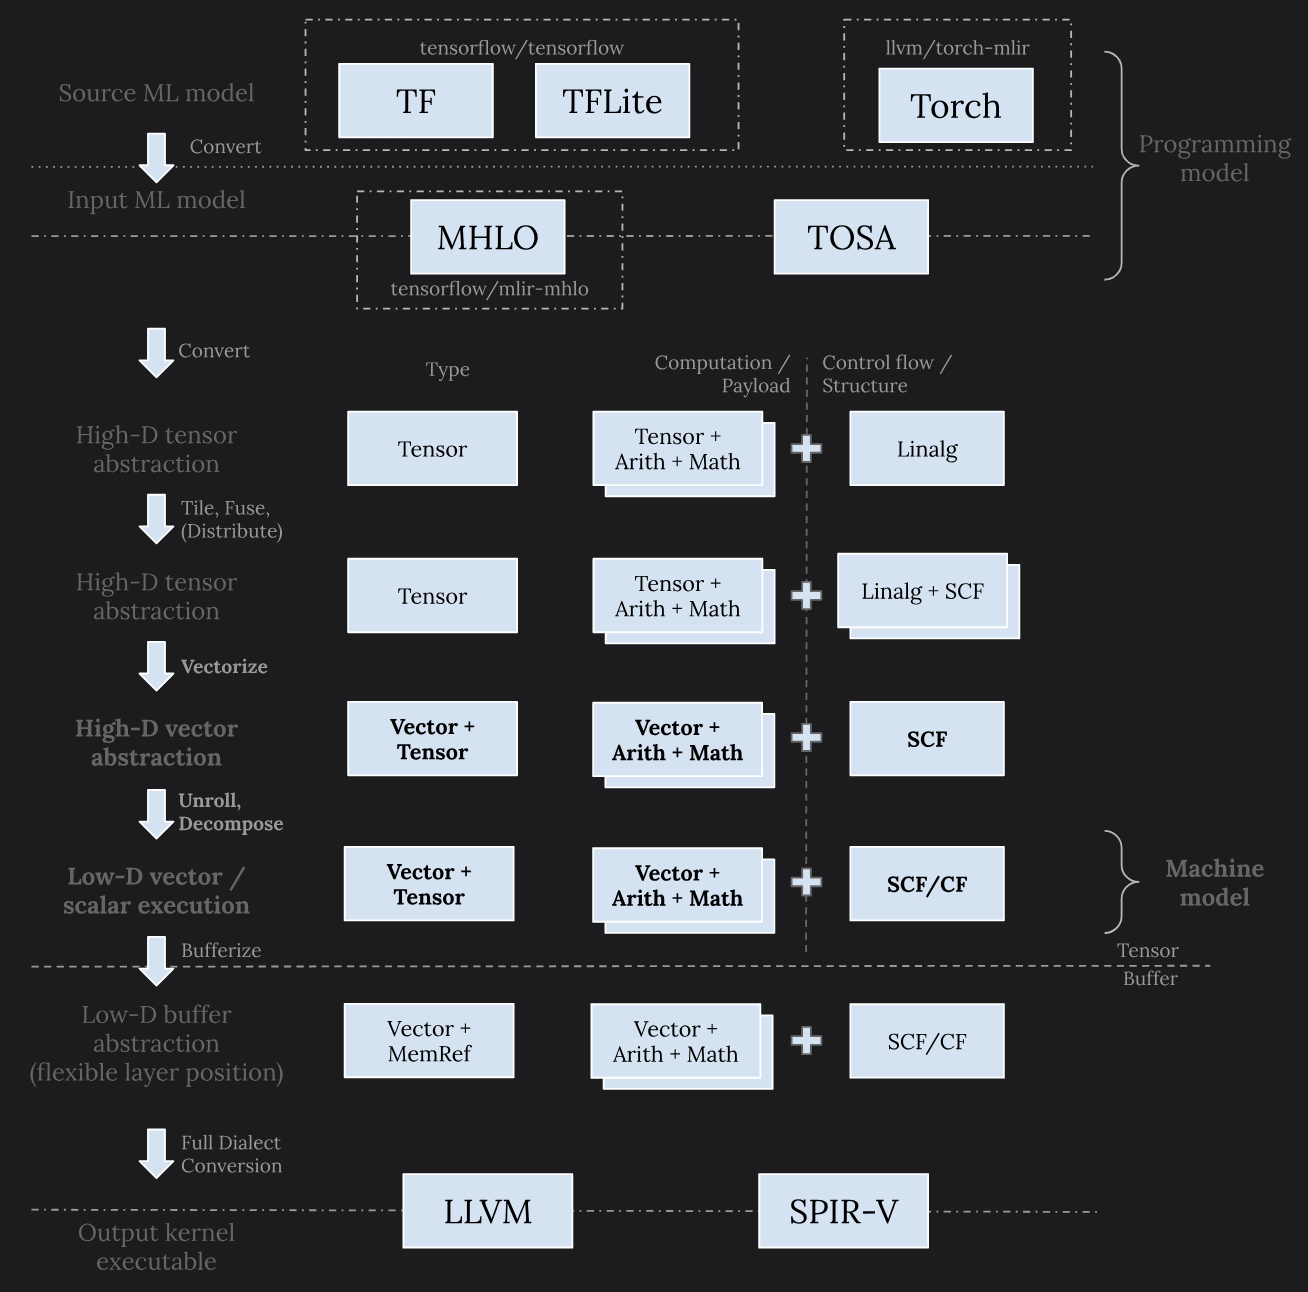 tensorflow/tensorflow
llvm/torch-mlir
Source ML model
TF
TFLite
Torch
Convert
Programming
model
Input ML model
MHLO
TOSA
tensorflow/mlir-mhlo
Convert
Type
Computation /
Payload
Control flow /
Structure
High-D tensor
abstraction
Tensor
Tensor +
Arith + Math
Linalg
Tile, Fuse,
(Distribute)
High-D tensor
abstraction
Tensor
Tensor +
Arith + Math
Linalg + SCF
Vectorize
High-D vector
abstraction
Vector +
Tensor
Vector +
Arith + Math
SCF
Unroll,
Decompose
Low-D vector /
scalar execution
Vector +
Tensor
Vector +
Arith + Math
SCF/CF
Machine
model
Bufferize
Tensor
Buffer
Low-D buffer
abstraction
(flexible layer position)
Vector +
MemRef
Vector +
Arith + Math
SCF/CF
Full Dialect
Conversion
LLVM
SPIR-V
Output kernel
executable